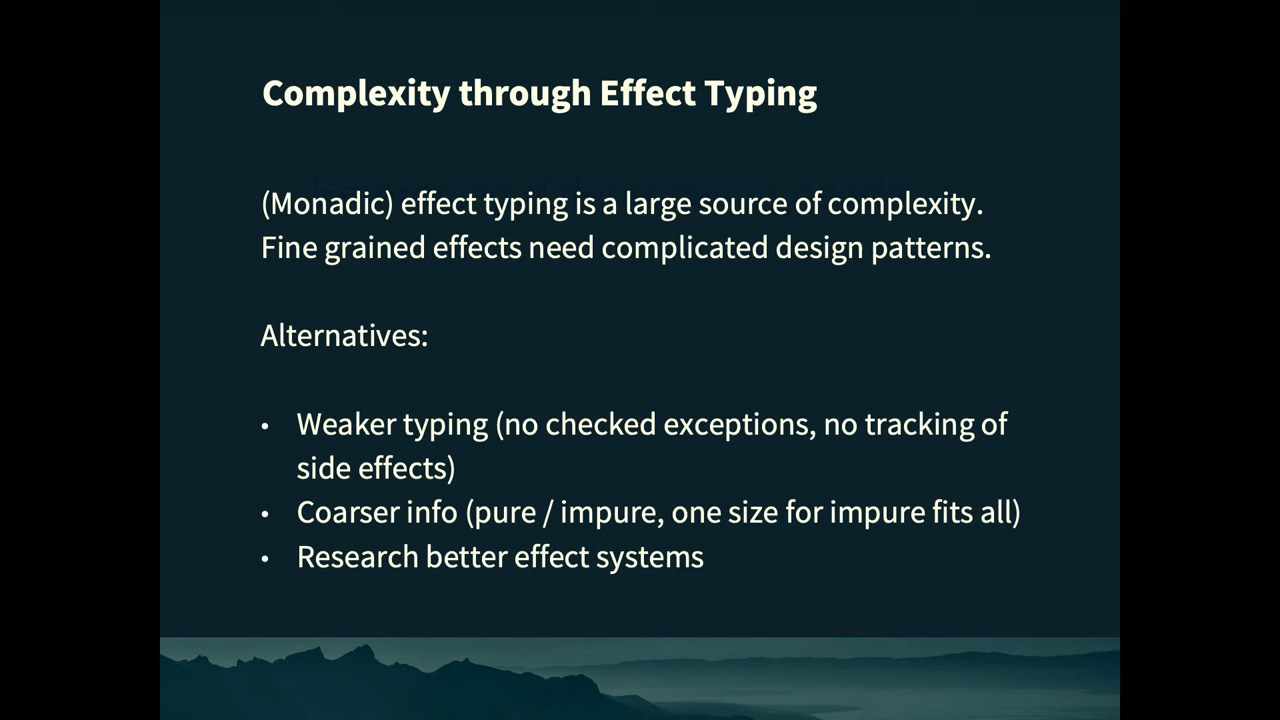 Complexity through Effect Typing
(Monadic) effect typing is a large source of complexity.
Fine grained effects need complicated design patterns.
Alternatives:
• Weaker typing (no checked exceptions, no tracking of
side effects)
• Coarser info (pure / impure, one size for impure fits all)
• Research better effect systems